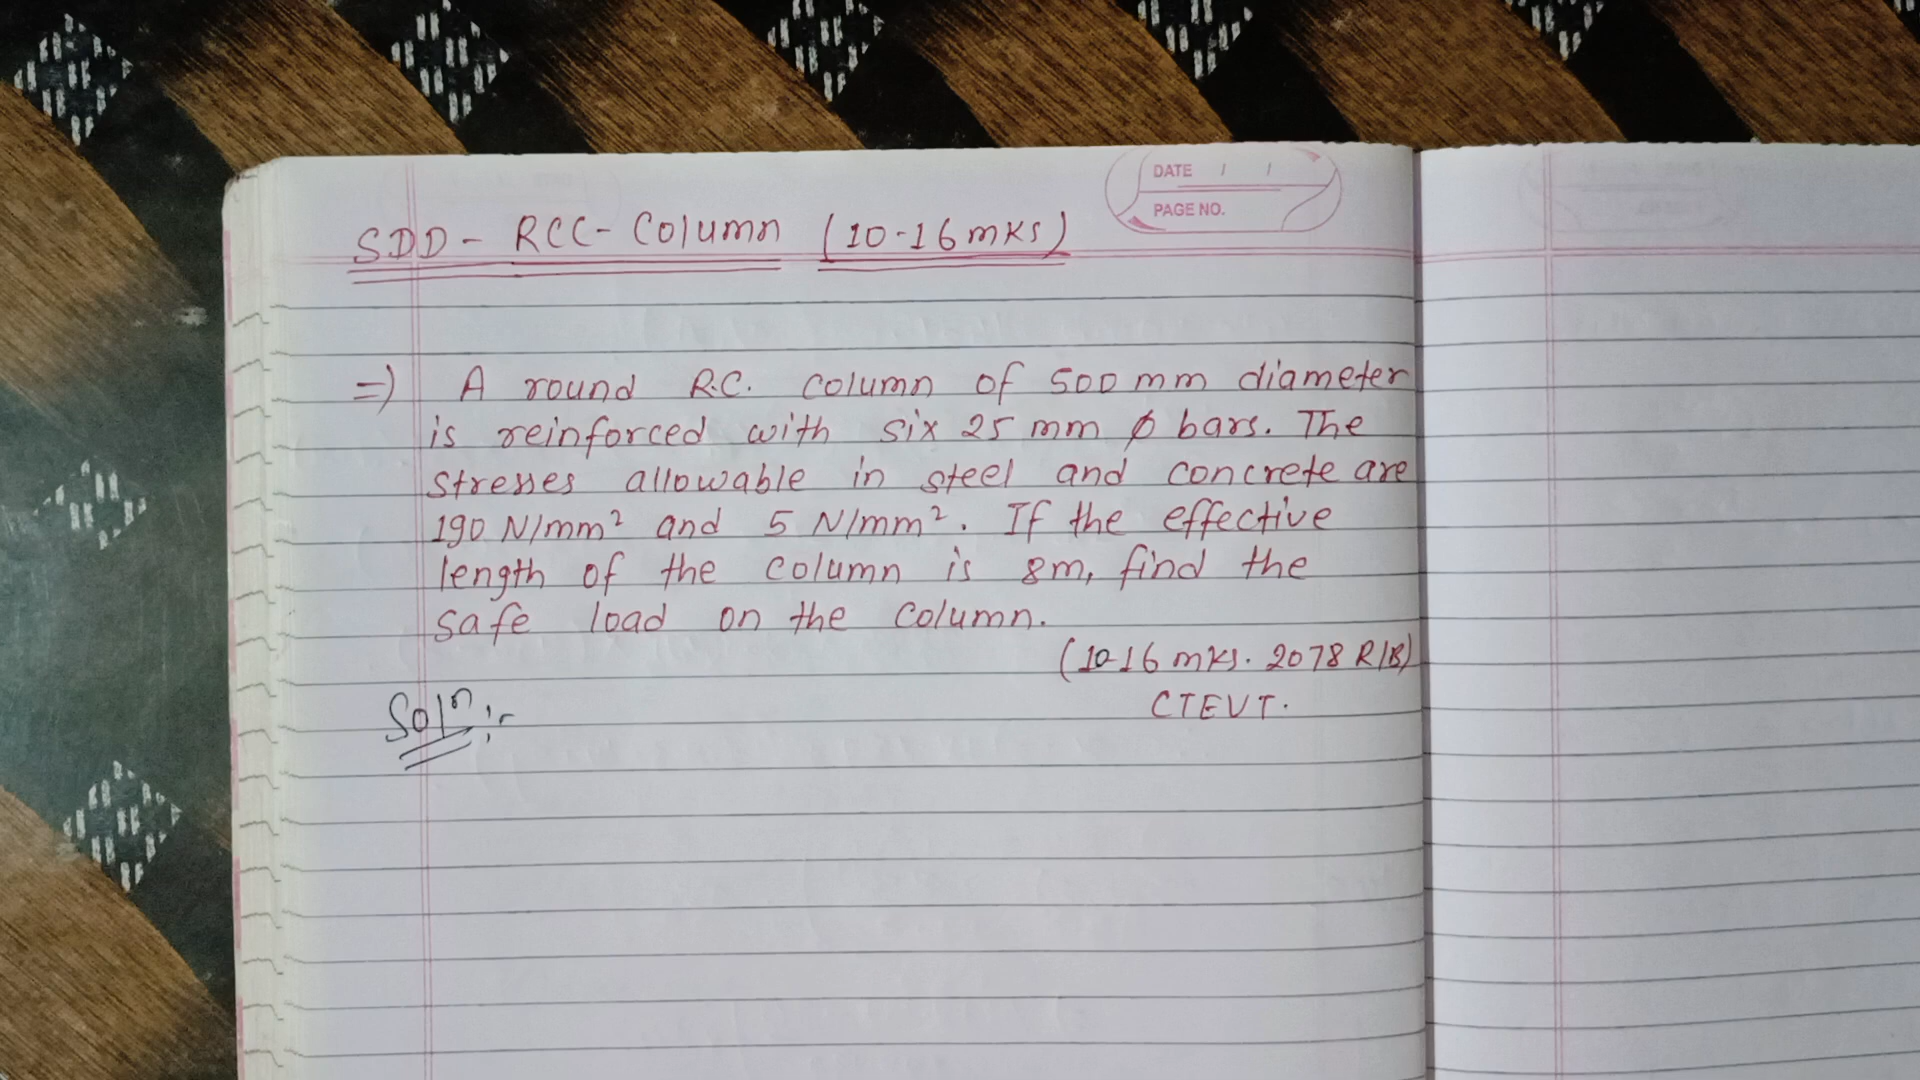 DATE / /
PAGE NO.
SDD - RCC - Column (10-16 mks)
=) A round R.C. column of 500 mm diameter
is reinforced with six 25 mm ϕ bars. The
stresses allowable in steel and concrete are
190 N/mm² and 5 N/mm². If the effective
length of the column is 8m, find the
safe load on the column.
(10-16 mks. 2078 R/B)
CTEVT.
Solⁿ:-